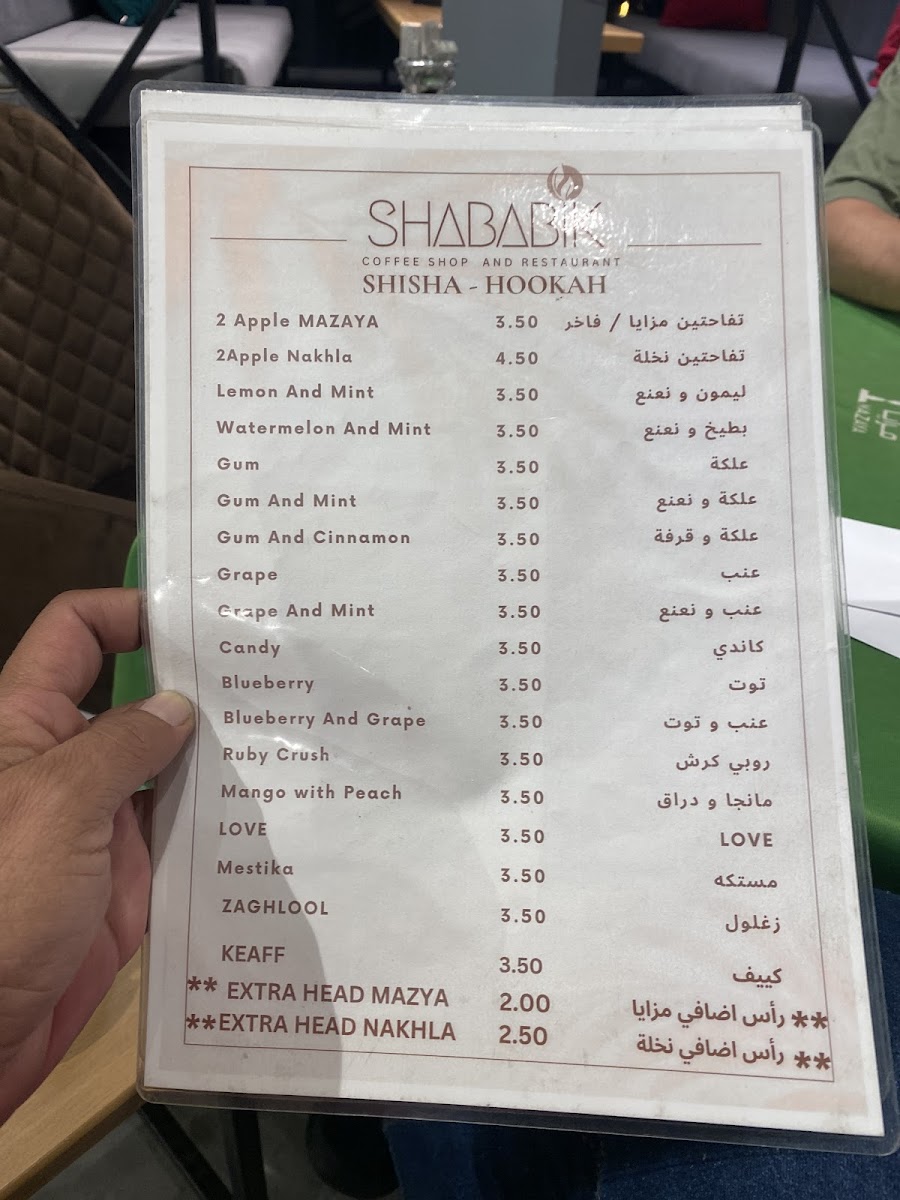 SHABABIK
COFFEE SHOP AND RESTAURANT
SHISHA - HOOKAH
2 Apple MAZAYA 3.50 تفاحتين مزايا / فاخر
2Apple Nakhla 4.50 تفاحتين نخلة
Lemon And Mint 3.50 ليمون و نعنع
Watermelon And Mint 3.50 بطيخ و نعنع
Gum 3.50 علكة
Gum And Mint 3.50 علكة و نعنع
Gum And Cinnamon 3.50 علكة و قرفة
Grape 3.50 عنب
Grape And Mint 3.50 عنب و نعنع
Candy 3.50 كاندي
Blueberry 3.50 توت
Blueberry And Grape 3.50 عنب و توت
Ruby Crush 3.50 روبي كرش
Mango with Peach 3.50 مانجا و دراق
LOVE 3.50 LOVE
Mestika 3.50 مستكه
ZAGHLOOL 3.50 زغلول
KEAFF 3.50 كييف
** EXTRA HEAD MAZYA 2.00 رأس اضافي مزايا **
**EXTRA HEAD NAKHLA 2.50 رأس اضافي نخلة **
مزايا
MAZAYA